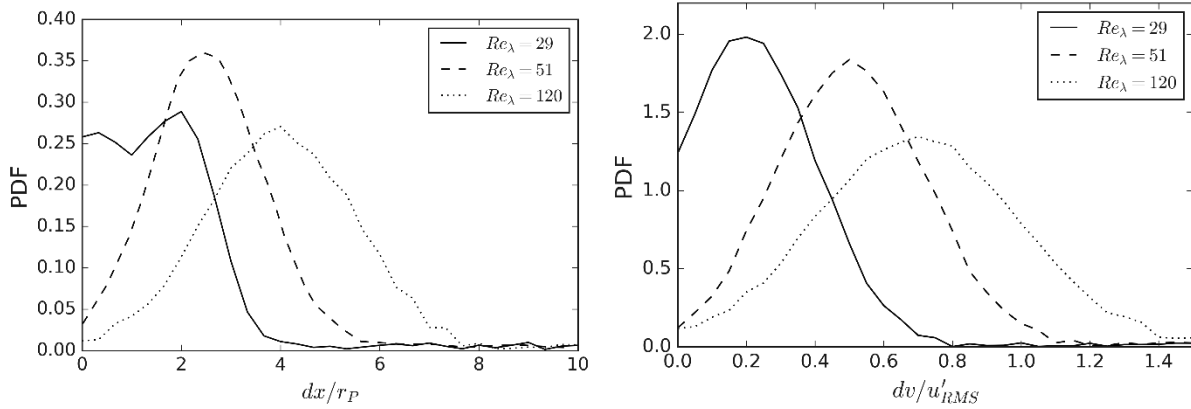 0.40
0.35
0.30
0.25
0.20
0.15
0.10
0.05
0.00
PDF
0 2 4 6 8 10
dx/r_P
Re_λ = 29
Re_λ = 51
Re_λ = 120
2.0
1.5
1.0
0.5
0.0
PDF
0.0 0.2 0.4 0.6 0.8 1.0 1.2 1.4
dv/u'_{RMS}
Re_λ = 29
Re_λ = 51
Re_λ = 120